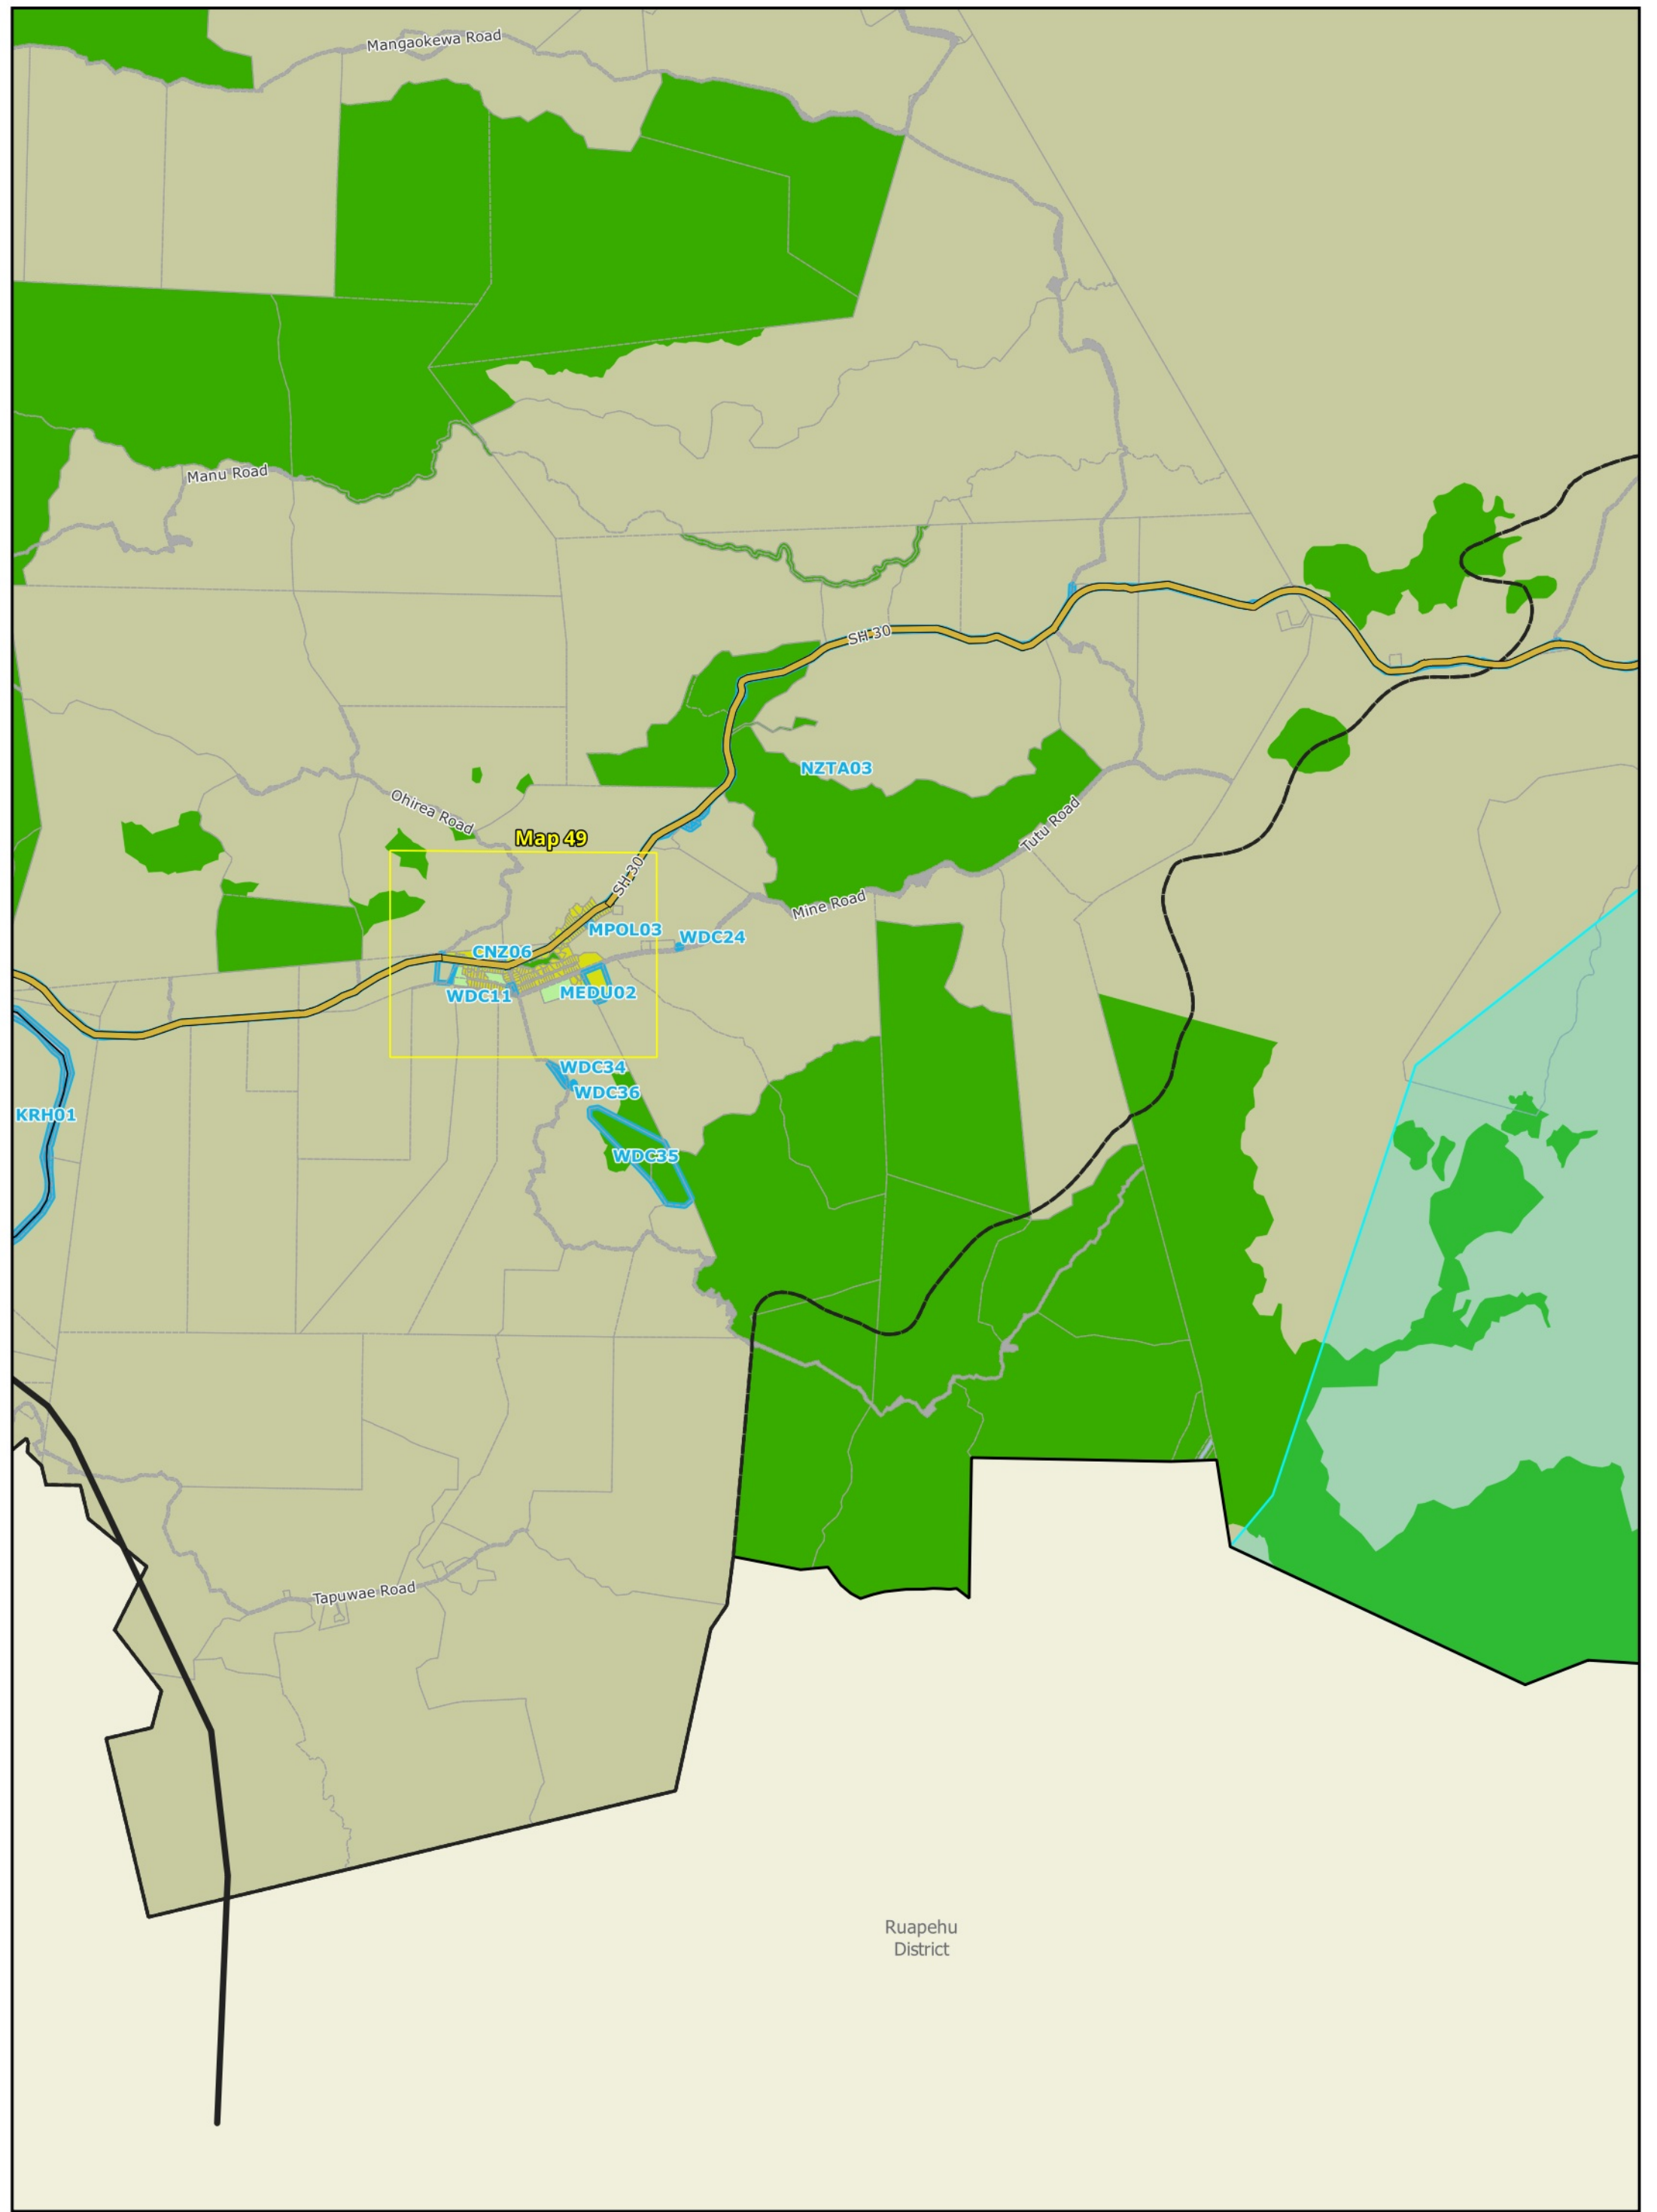 Mangaokewa Road
Manu Road
SH 30
NZTA03
Ohirea Road
Tutu Road
Map 49
SH 30
Mine Road
MPOL03
WDC24
CNZ06
MEDU02
WDC11
WDC34
WDC36
KRH01
WDC35
Tapuwae Road
Ruapehu
District